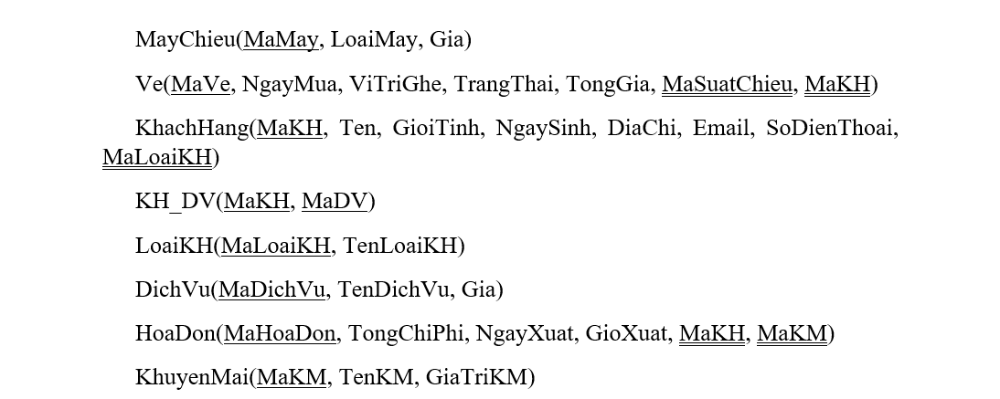 MayChieu(MaMay, LoaiMay, Gia)
Ve(MaVe, NgayMua, ViTriGhe, TrangThai, TongGia, MaSuatChieu, MaKH)
KhachHang(MaKH, Ten, GioiTinh, NgaySinh, DiaChi, Email, SoDienThoai,
MaLoaiKH)
KH_DV(MaKH, MaDV)
LoaiKH(MaLoaiKH, TenLoaiKH)
DichVu(MaDichVu, TenDichVu, Gia)
HoaDon(MaHoaDon, TongChiPhi, NgayXuat, GioXuat, MaKH, MaKM)
KhuyenMai(MaKM, TenKM, GiaTriKM)